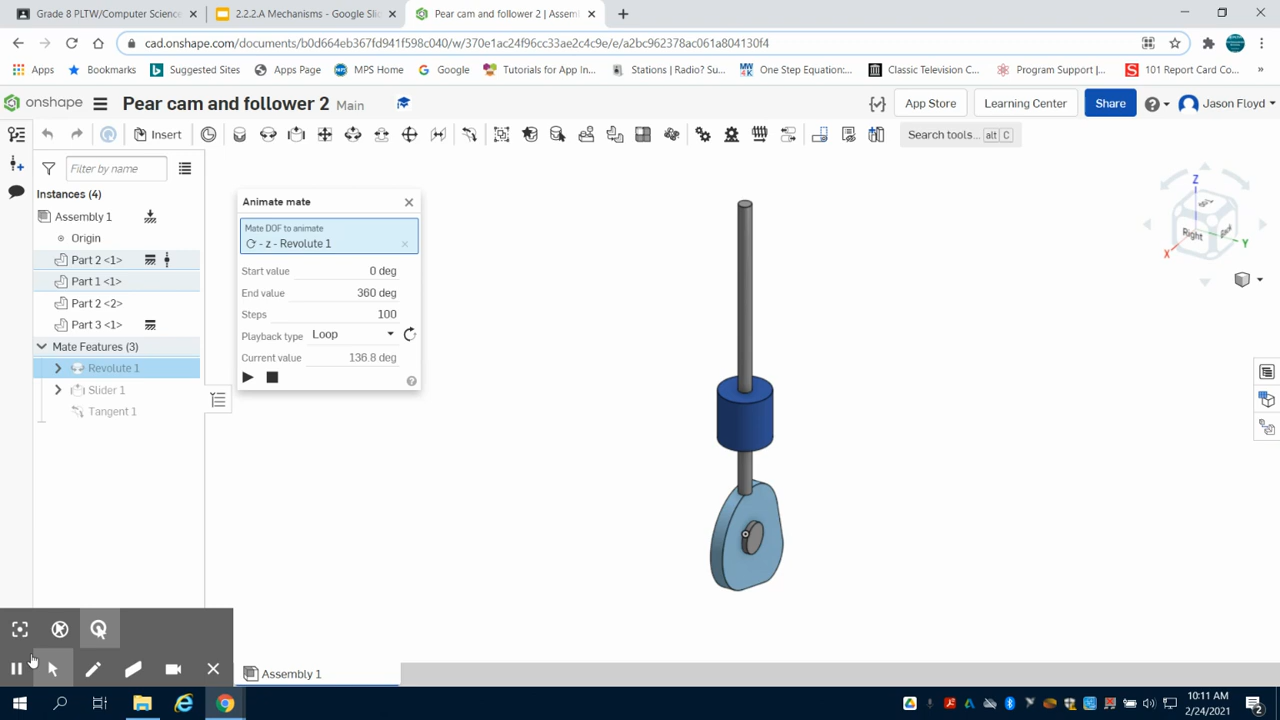 Grade 8 PLTW/Computer Science
2.2.2.A Mechanisms - Google Slid
Pear cam and follower 2 | Assem
cad.onshape.com/documents/b0d664eb367fd941f598c040/w/370e1ac24f96cc33ae2c4c9e/e/a2bc962378ac061a804130f4
Apps
Bookmarks
Suggested Sites
Apps Page
MPS Home
Google
Tutorials for App In...
Stations | Radio? Su...
One Step Equation:...
Classic Television C...
Program Support |...
101 Report Card Co...
»
onshape
Pear cam and follower 2 Main
App Store
Learning Center
Share
Jason Floyd
Insert
Search tools... alt C
Filter by name
Instances (4)
Assembly 1
Origin
Part 2 <1>
Part 1 <1>
Part 2 <2>
Part 3 <1>
Mate Features (3)
Revolute 1
Slider 1
Tangent 1
Animate mate
Mate DOF to animate
- z - Revolute 1
Start value 0 deg
End value 360 deg
Steps 100
Playback type Loop
Current value 136.8 deg
Z
Right
X
Y
Assembly 1
10:11 AM
2/24/2021
2